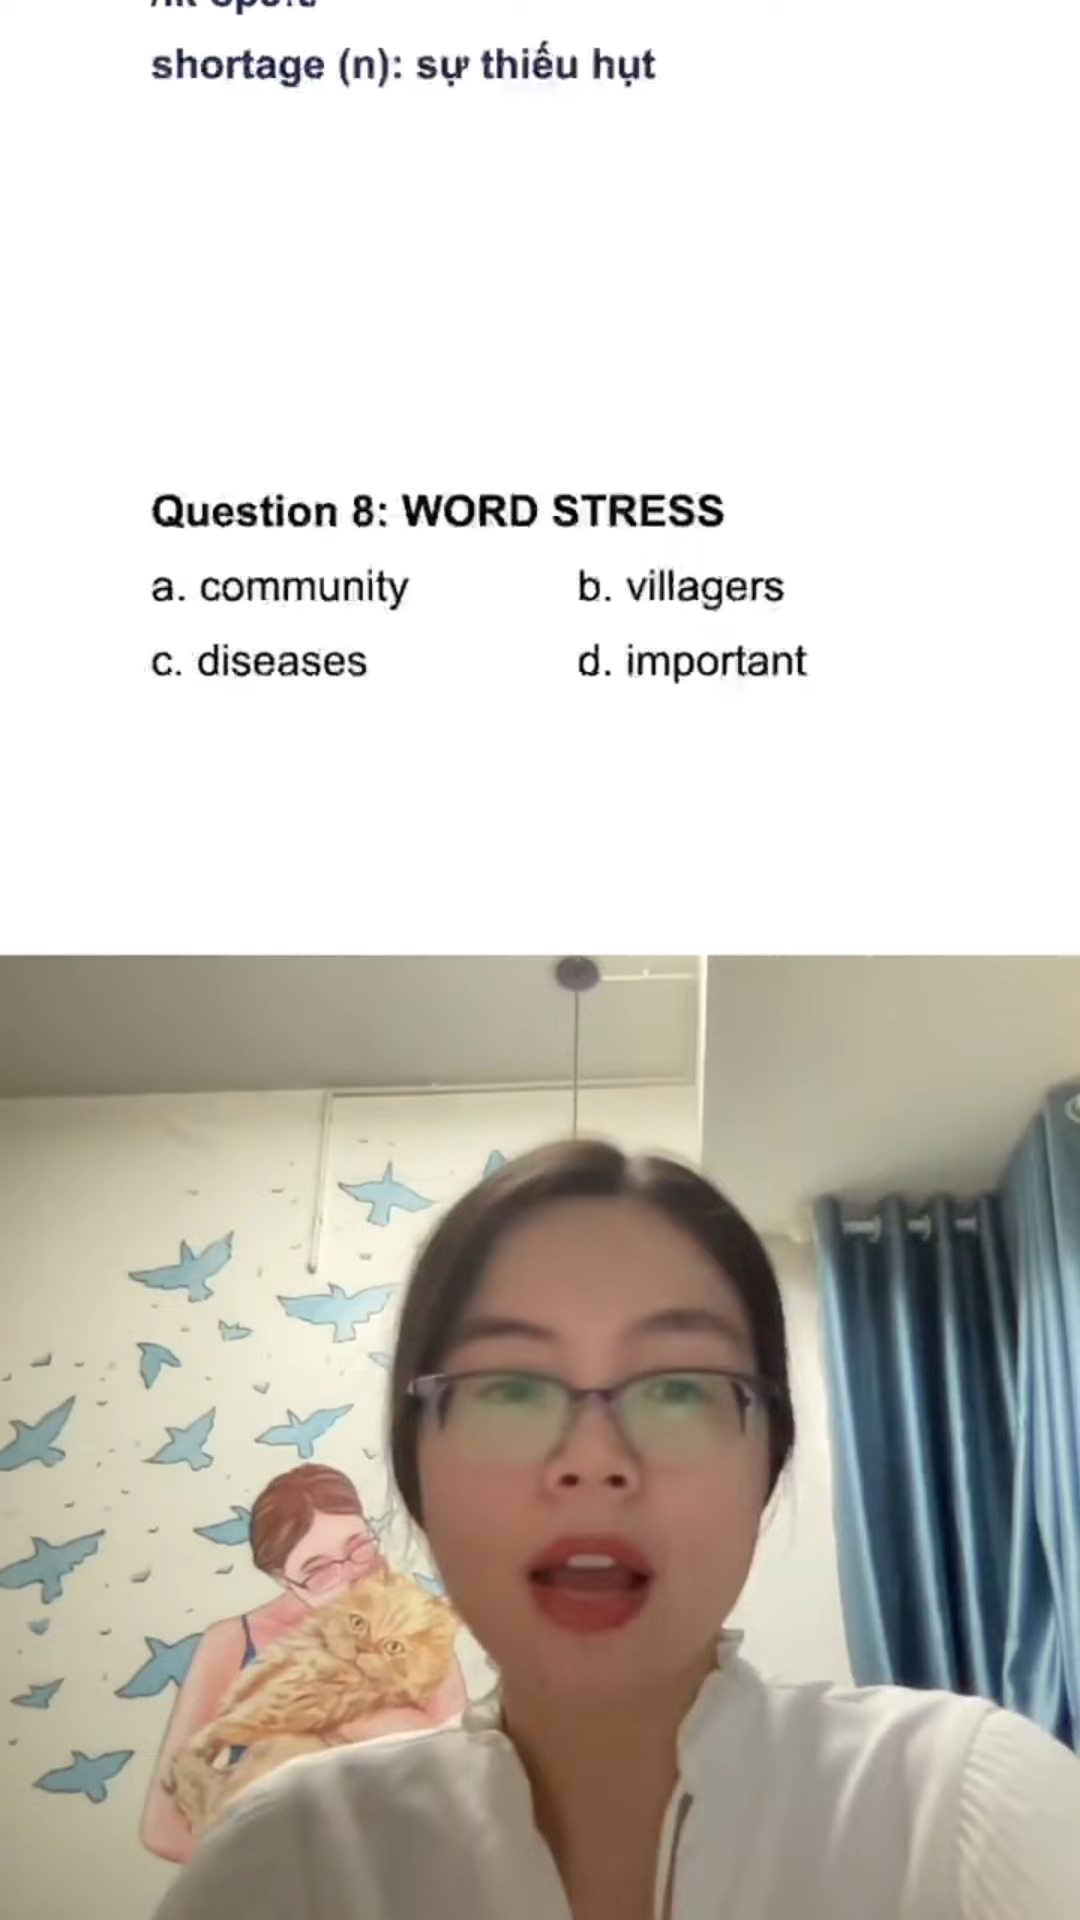 shortage (n): sự thiếu hụt
Question 8: WORD STRESS
a. community b. villagers
c. diseases d. important